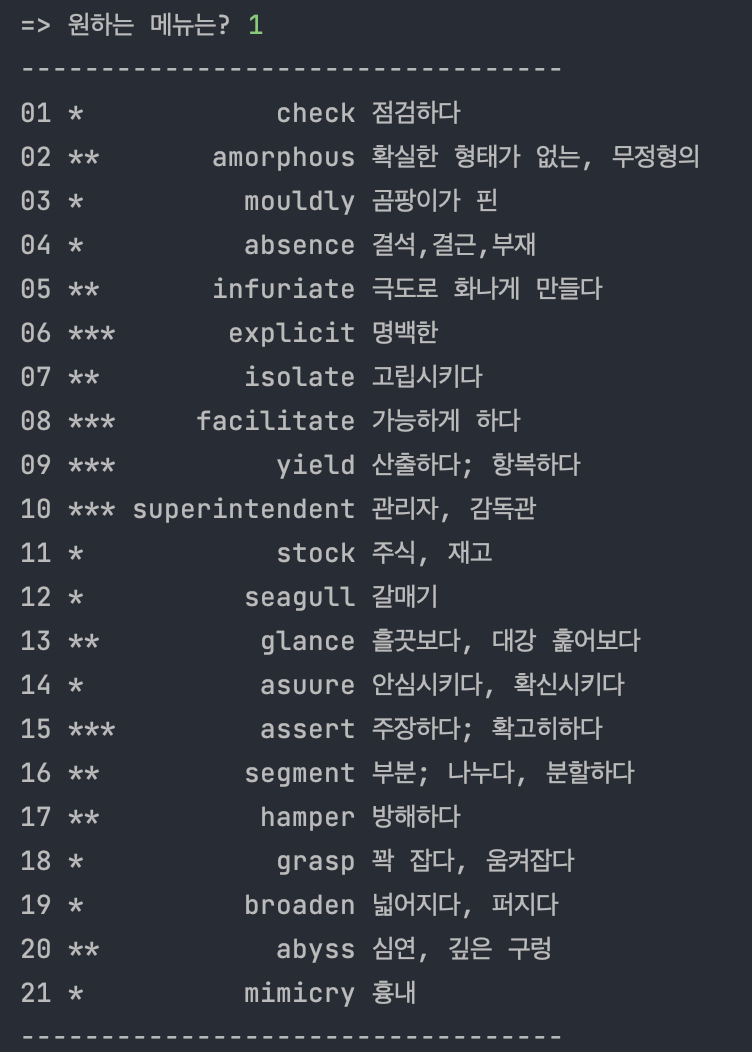 => 원하는 메뉴는? 1
----------------------------------
01 * check 점검하다
02 ** amorphous 확실한 형태가 없는, 무정형의
03 * mouldly 곰팡이가 핀
04 * absence 결석,결근,부재
05 ** infuriate 극도로 화나게 만들다
06 *** explicit 명백한
07 ** isolate 고립시키다
08 *** facilitate 가능하게 하다
09 *** yield 산출하다; 항복하다
10 *** superintendent 관리자, 감독관
11 * stock 주식, 재고
12 * seagull 갈매기
13 ** glance 흘끗보다, 대강 훑어보다
14 * asuure 안심시키다, 확신시키다
15 *** assert 주장하다; 확고히하다
16 ** segment 부분; 나누다, 분할하다
17 ** hamper 방해하다
18 * grasp 꽉 잡다, 움켜잡다
19 * broaden 넓어지다, 퍼지다
20 ** abyss 심연, 깊은 구렁
21 * mimicry 흉내
----------------------------------